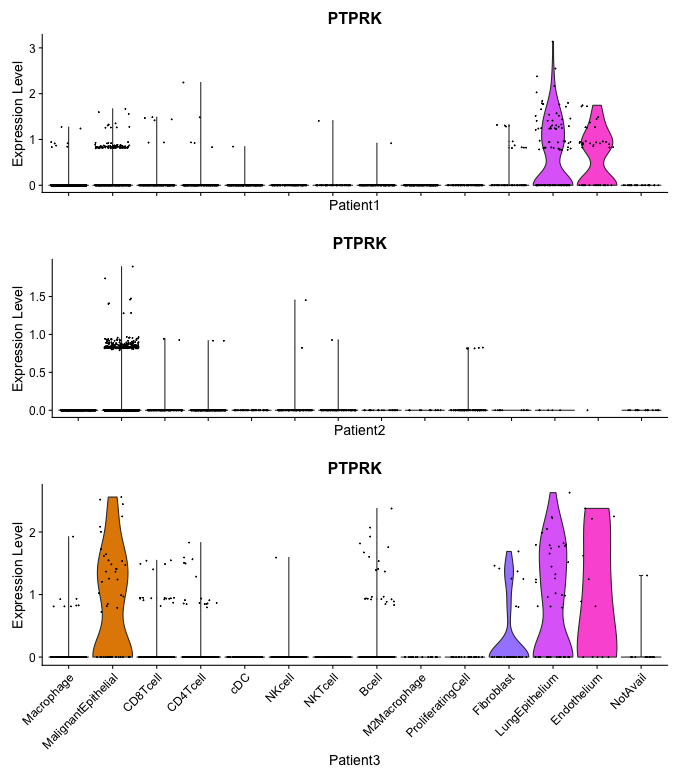 PTPRK
Expression Level
3
2
1
0
Patient1
PTPRK
Expression Level
1.5
1.0
0.5
0.0
Patient2
PTPRK
Expression Level
2
1
0
Macrophage
MalignantEpithelial
CD8Tcell
CD4Tcell
cDC
NKcell
NKTcell
Bcell
M2Macrophage
ProliferatingCell
Fibroblast
LungEpithelium
Endothelium
NotAvail
Patient3